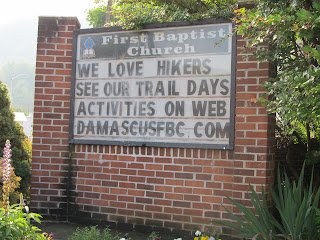 First Baptist
Church
WE LOVE HIKERS
SEE OUR TRAIL DAYS
ACTIVITIES ON WEB
DAMASCUSFBC.COM